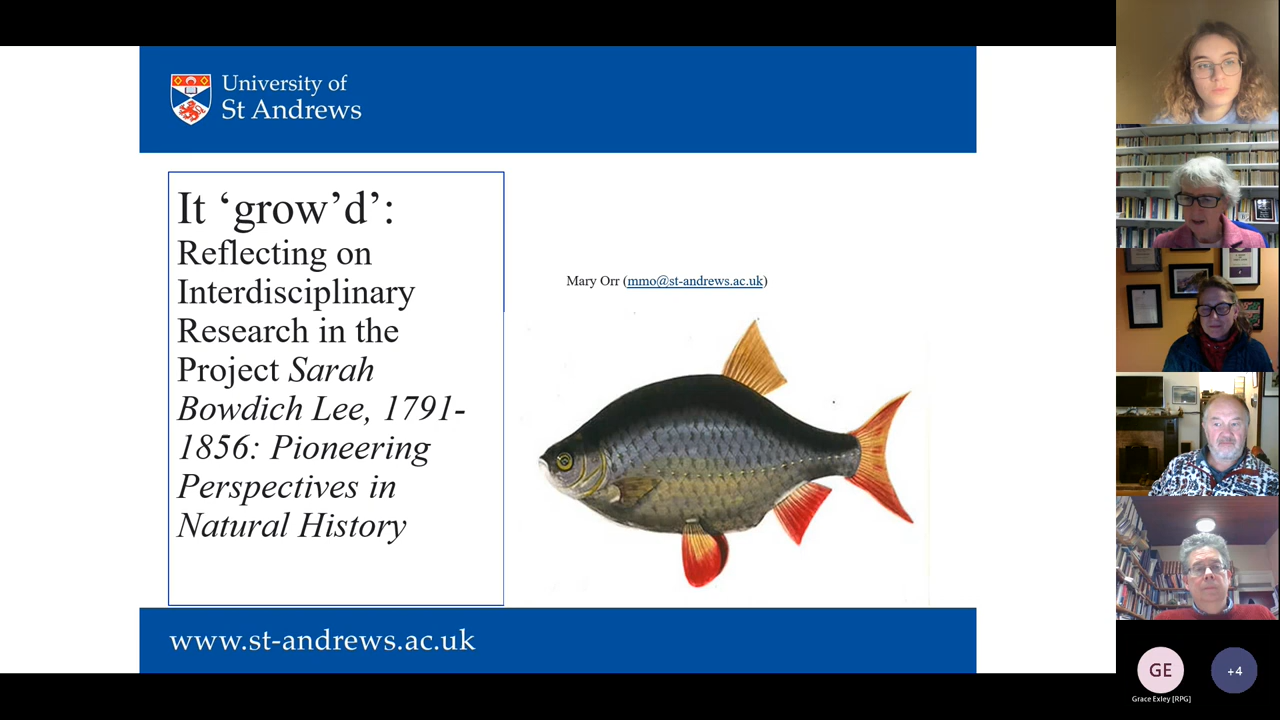 University of
St Andrews
It ‘grow’d’:
Reflecting on
Interdisciplinary
Research in the
Project Sarah
Bowdich Lee, 1791-
1856: Pioneering
Perspectives in
Natural History
Mary Orr (mmo@st-andrews.ac.uk)
www.st-andrews.ac.uk
GE
+4
Grace Exley [RPG]